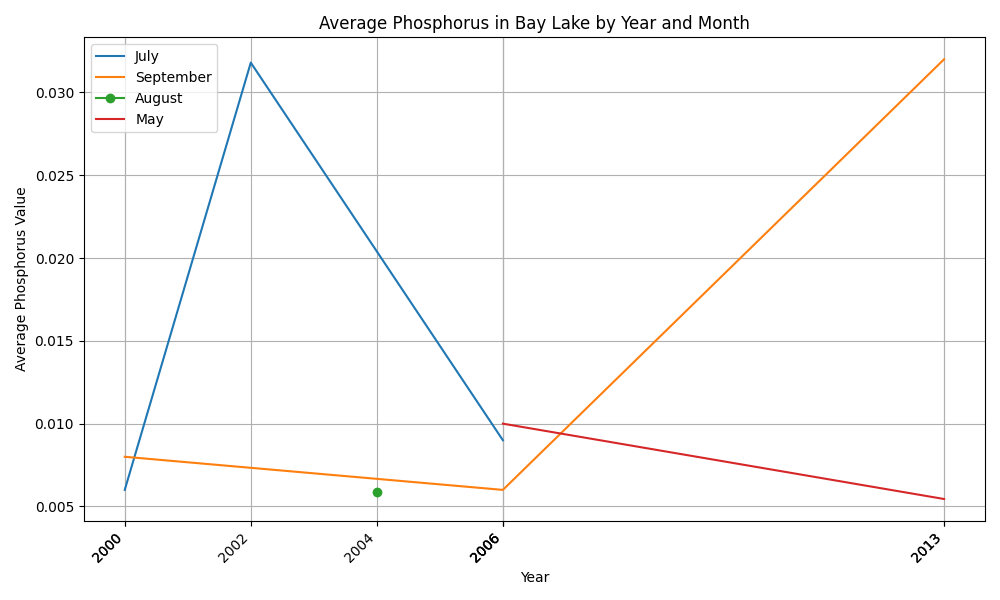 Average Phosphorus in Bay Lake by Year and Month
July
September
August
May
0.030
0.025
0.020
0.015
0.010
0.005
Average Phosphorus Value
2000
2002
2004
2006
2013
Year